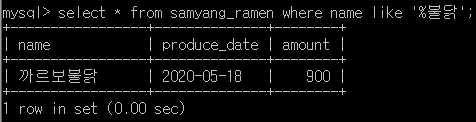 mysql> select * from samyang_ramen where name like '%불닭';
+------------------+--------------+--------+
| name | produce_date | amount |
+------------------+--------------+--------+
| 까르보불닭 | 2020-05-18 | 900 |
+------------------+--------------+--------+
1 row in set (0.00 sec)